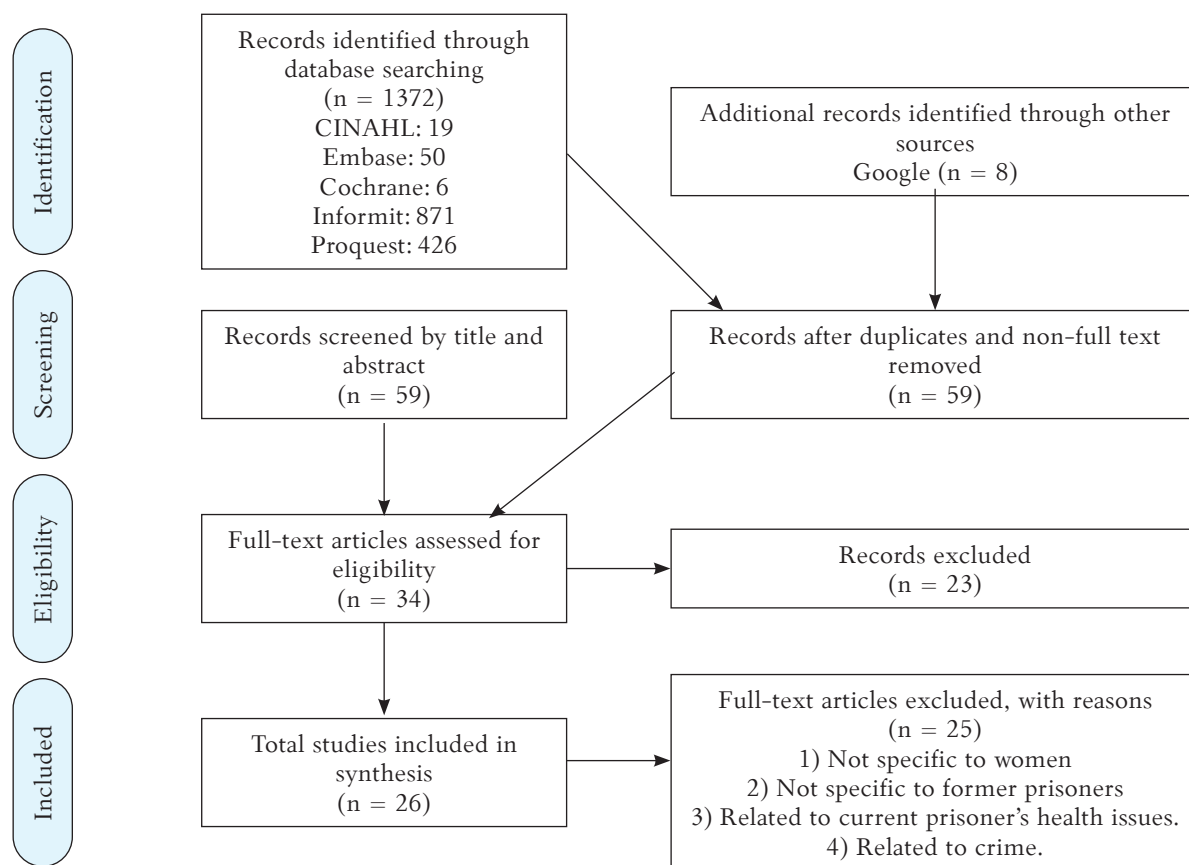 Identification
Records identified through
database searching
(n = 1372)
CINAHL: 19
Embase: 50
Cochrane: 6
Informit: 871
Proquest: 426
Additional records identified through other
sources
Google (n = 8)
Screening
Records screened by title and
abstract
(n = 59)
Records after duplicates and non-full text
removed
(n = 59)
Eligibility
Full-text articles assessed for
eligibility
(n = 34)
Records excluded
(n = 23)
Included
Total studies included in
synthesis
(n = 26)
Full-text articles excluded, with reasons
(n = 25)
1) Not specific to women
2) Not specific to former prisoners
3) Related to current prisoner's health issues.
4) Related to crime.